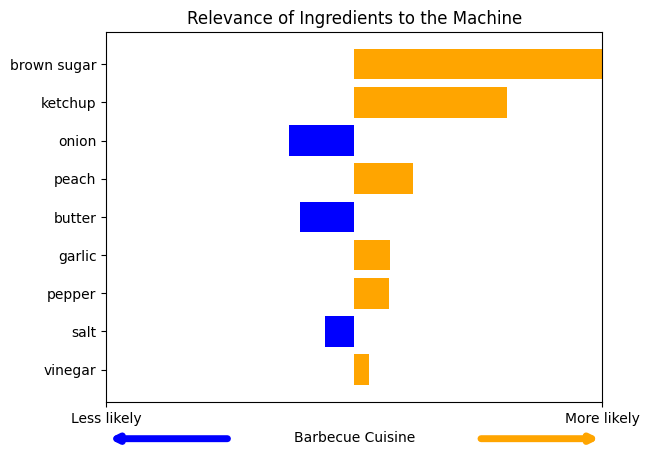 Relevance of Ingredients to the Machine
brown sugar
ketchup
onion
peach
butter
garlic
pepper
salt
vinegar
Less likely
More likely
Barbecue Cuisine